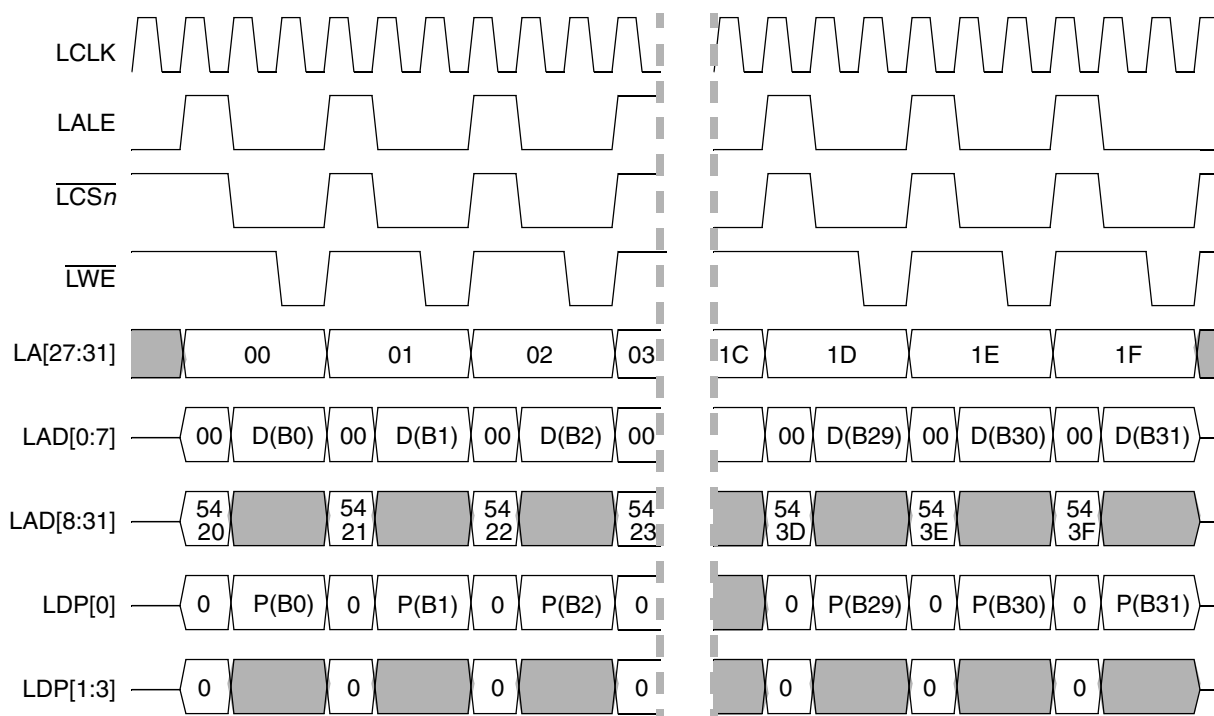 LCLK
LALE
LCSn
LWE
LA[27:31] 00 01 02 03 1C 1D 1E 1F
LAD[0:7] 00 D(B0) 00 D(B1) 00 D(B2) 00 00 D(B29) 00 D(B30) 00 D(B31)
LAD[8:31] 54 54 54 54 54 54 54
20 21 22 23 3D 3E 3F
LDP[0] 0 P(B0) 0 P(B1) 0 P(B2) 0 0 P(B29) 0 P(B30) 0 P(B31)
LDP[1:3] 0 0 0 0 0 0 0